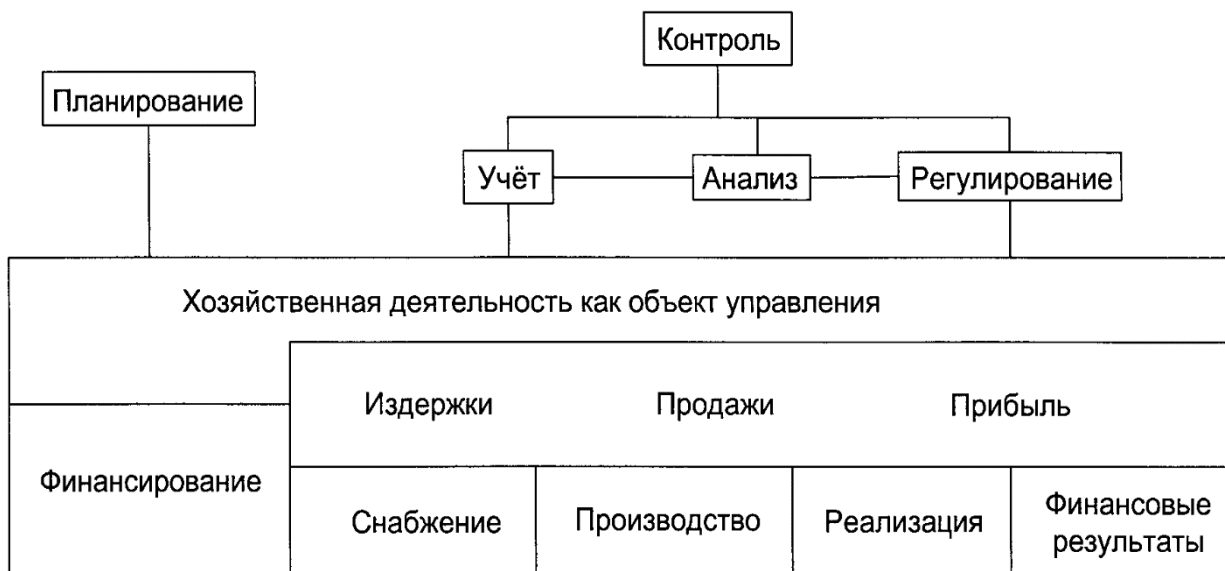 Контроль
Планирование
Учёт
Анализ
Регулирование
Хозяйственная деятельность как объект управления
Издержки
Продажи
Прибыль
Финансирование
Снабжение
Производство
Реализация
Финансовые
результаты